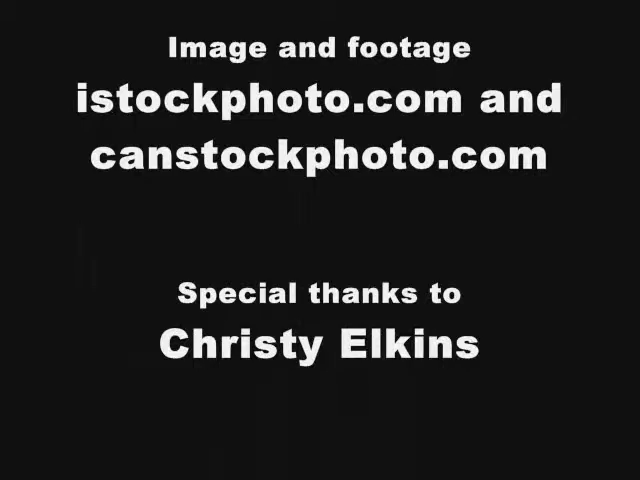 Image and footage
istockphoto.com and
canstockphoto.com
Special thanks to
Christy Elkins